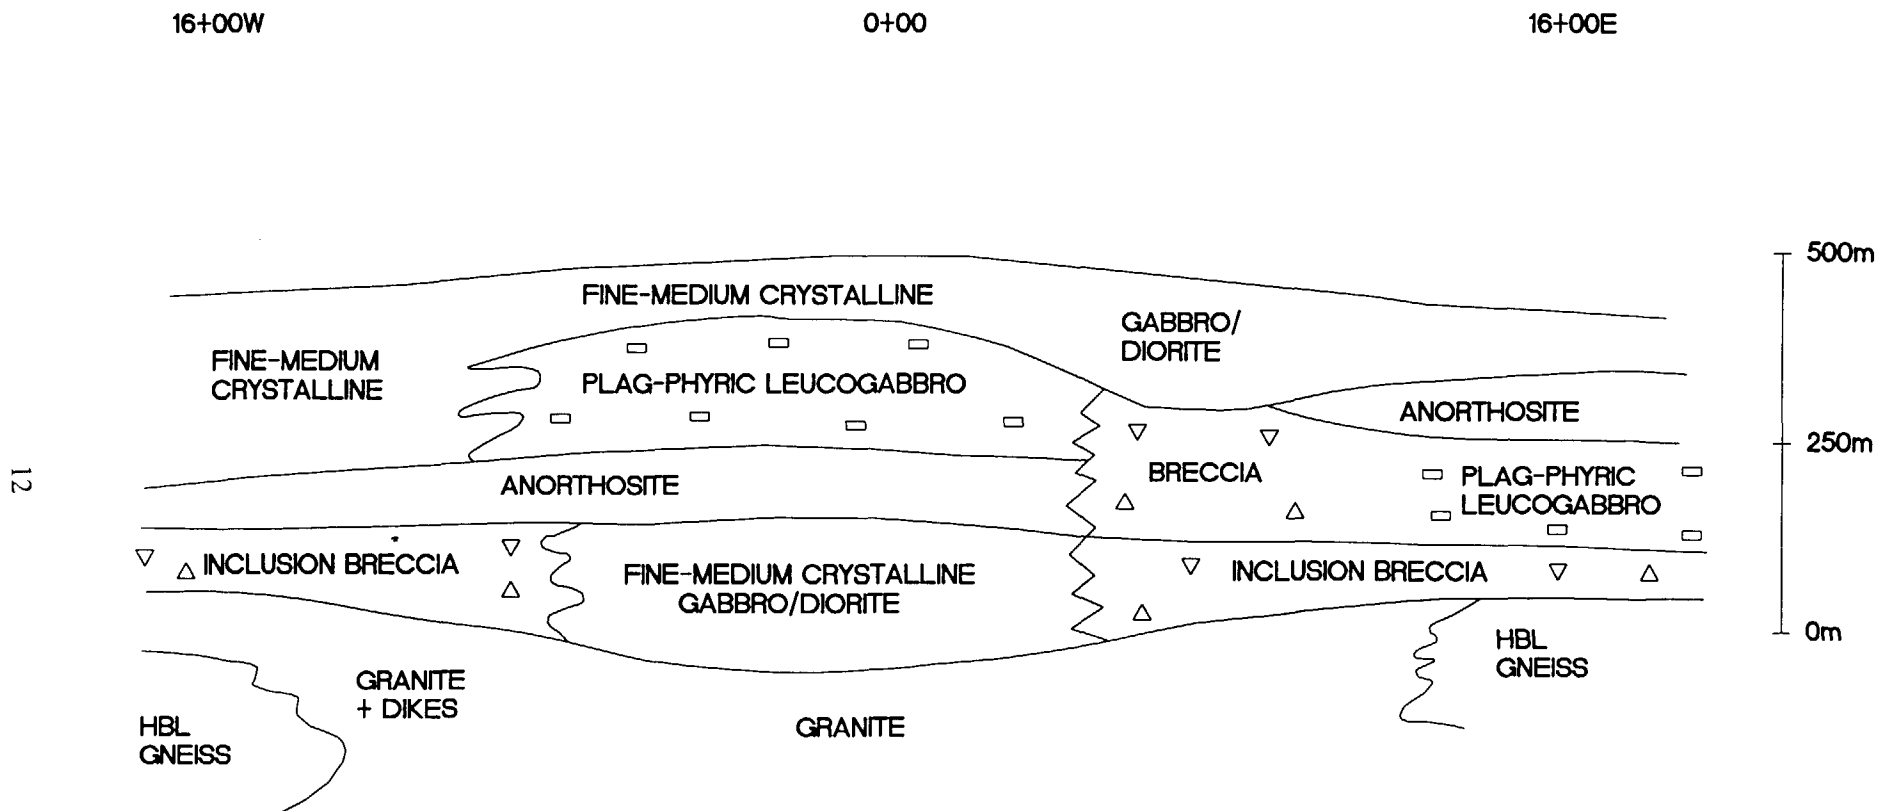 16+00W
0+00
16+00E
500m
FINE-MEDIUM CRYSTALLINE
GABBRO/
DIORITE
FINE-MEDIUM
CRYSTALLINE
PLAG-PHYRIC LEUCOGABBRO
ANORTHOSITE
250m
BRECCIA
PLAG-PHYRIC
LEUCOGABBRO
12
ANORTHOSITE
INCLUSION BRECCIA
FINE-MEDIUM CRYSTALLINE
GABBRO/DIORITE
INCLUSION BRECCIA
0m
HBL
GNEISS
GRANITE
+ DIKES
GRANITE
HBL
GNEISS